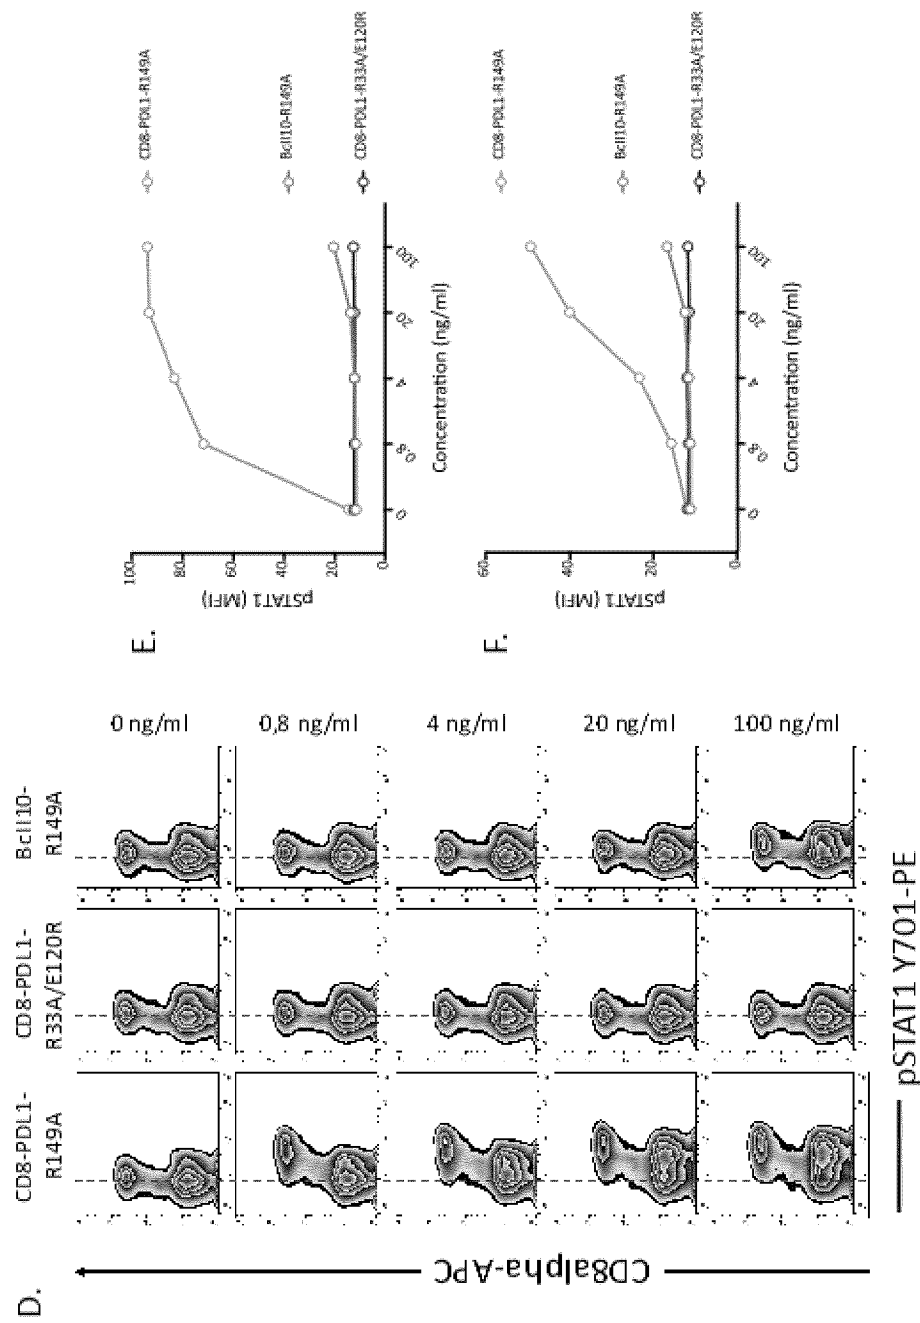 D.
CD8-PDL1-
R149A
CD8-PDL1-
R33A/E120R
Bcll10-
R149A
0 ng/ml
0,8 ng/ml
4 ng/ml
20 ng/ml
100 ng/ml
CD8alpha-APC
pSTAT1 Y701-PE
E.
pSTAT1 (MFI)
100
80
60
40
20
0
0
0.8
4
20
100
Concentration (ng/ml)
CD8-PDL1-R149A
Bcll10-R149A
CD8-PDL1-R33A/E120R
F.
pSTAT1 (MFI)
60
40
20
0
0
0.8
4
20
100
Concentration (ng/ml)
CD8-PDL1-R149A
Bcll10-R149A
CD8-PDL1-R33A/E120R